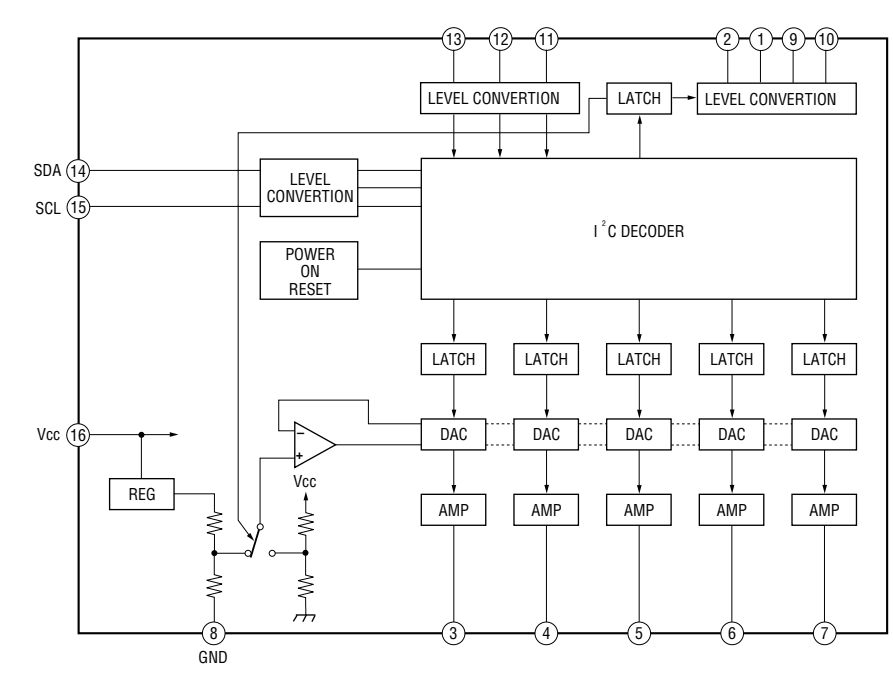 13 12 11 2 1 9 10
LEVEL CONVERTION LATCH LEVEL CONVERTION
SDA 14
LEVEL
CONVERTION
SCL 15
I²C DECODER
POWER
ON
RESET
LATCH LATCH LATCH LATCH LATCH
Vcc 16
−
DAC DAC DAC DAC DAC
+
Vcc
REG
AMP AMP AMP AMP AMP
8 3 4 5 6 7
GND